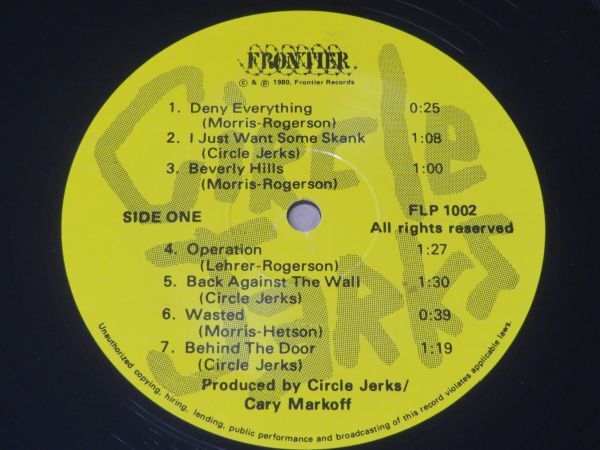 FRONTIER
© & ℗ 1980, Frontier Records
1. Deny Everything 0:25
(Morris-Rogerson)
2. I Just Want Some Skank 1:08
(Circle Jerks)
3. Beverly Hills 1:00
(Morris-Rogerson)
SIDE ONE FLP 1002
All rights reserved
4. Operation 1:27
(Lehrer-Rogerson)
5. Back Against The Wall 1:30
(Circle Jerks)
6. Wasted 0:39
(Morris-Hetson)
7. Behind The Door 1:19
(Circle Jerks)
Produced by Circle Jerks/
Cary Markoff
Unauthorized copying, hiring, lending, public performance and broadcasting of this record violates applicable laws.
CiRcle
JERKS